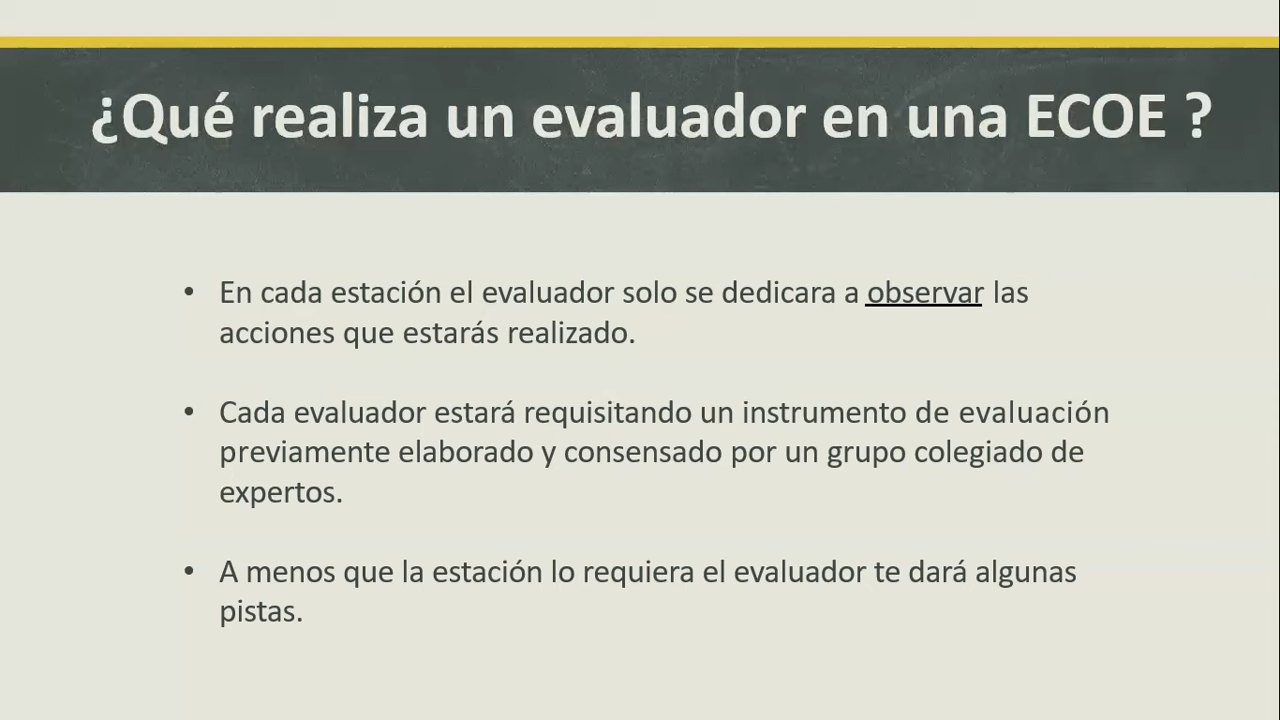 ¿Qué realiza un evaluador en una ECOE ?
• En cada estación el evaluador solo se dedicara a observar las
acciones que estarás realizado.
• Cada evaluador estará requisitando un instrumento de evaluación
previamente elaborado y consensado por un grupo colegiado de
expertos.
• A menos que la estación lo requiera el evaluador te dará algunas
pistas.